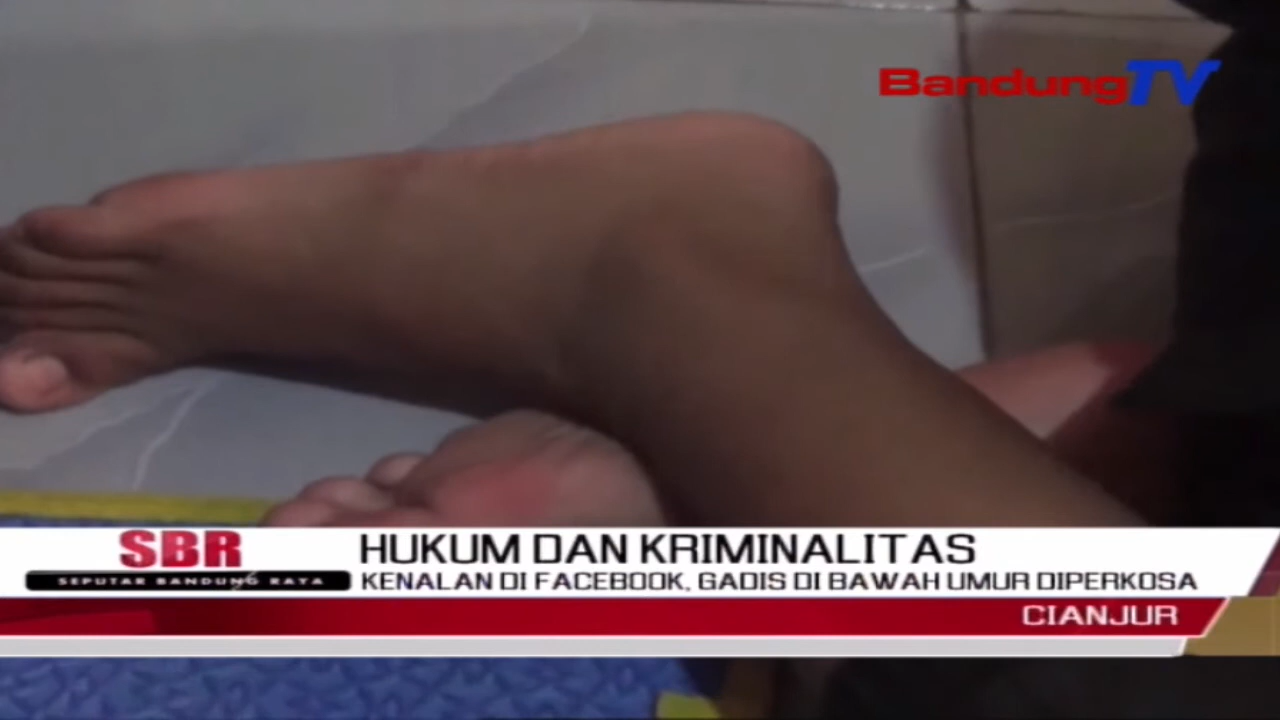 BandungTV
SBR
SEPUTAR BANDUNG RAYA
HUKUM DAN KRIMINALITAS
KENALAN DI FACEBOOK, GADIS DI BAWAH UMUR DIPERKOSA
CIANJUR